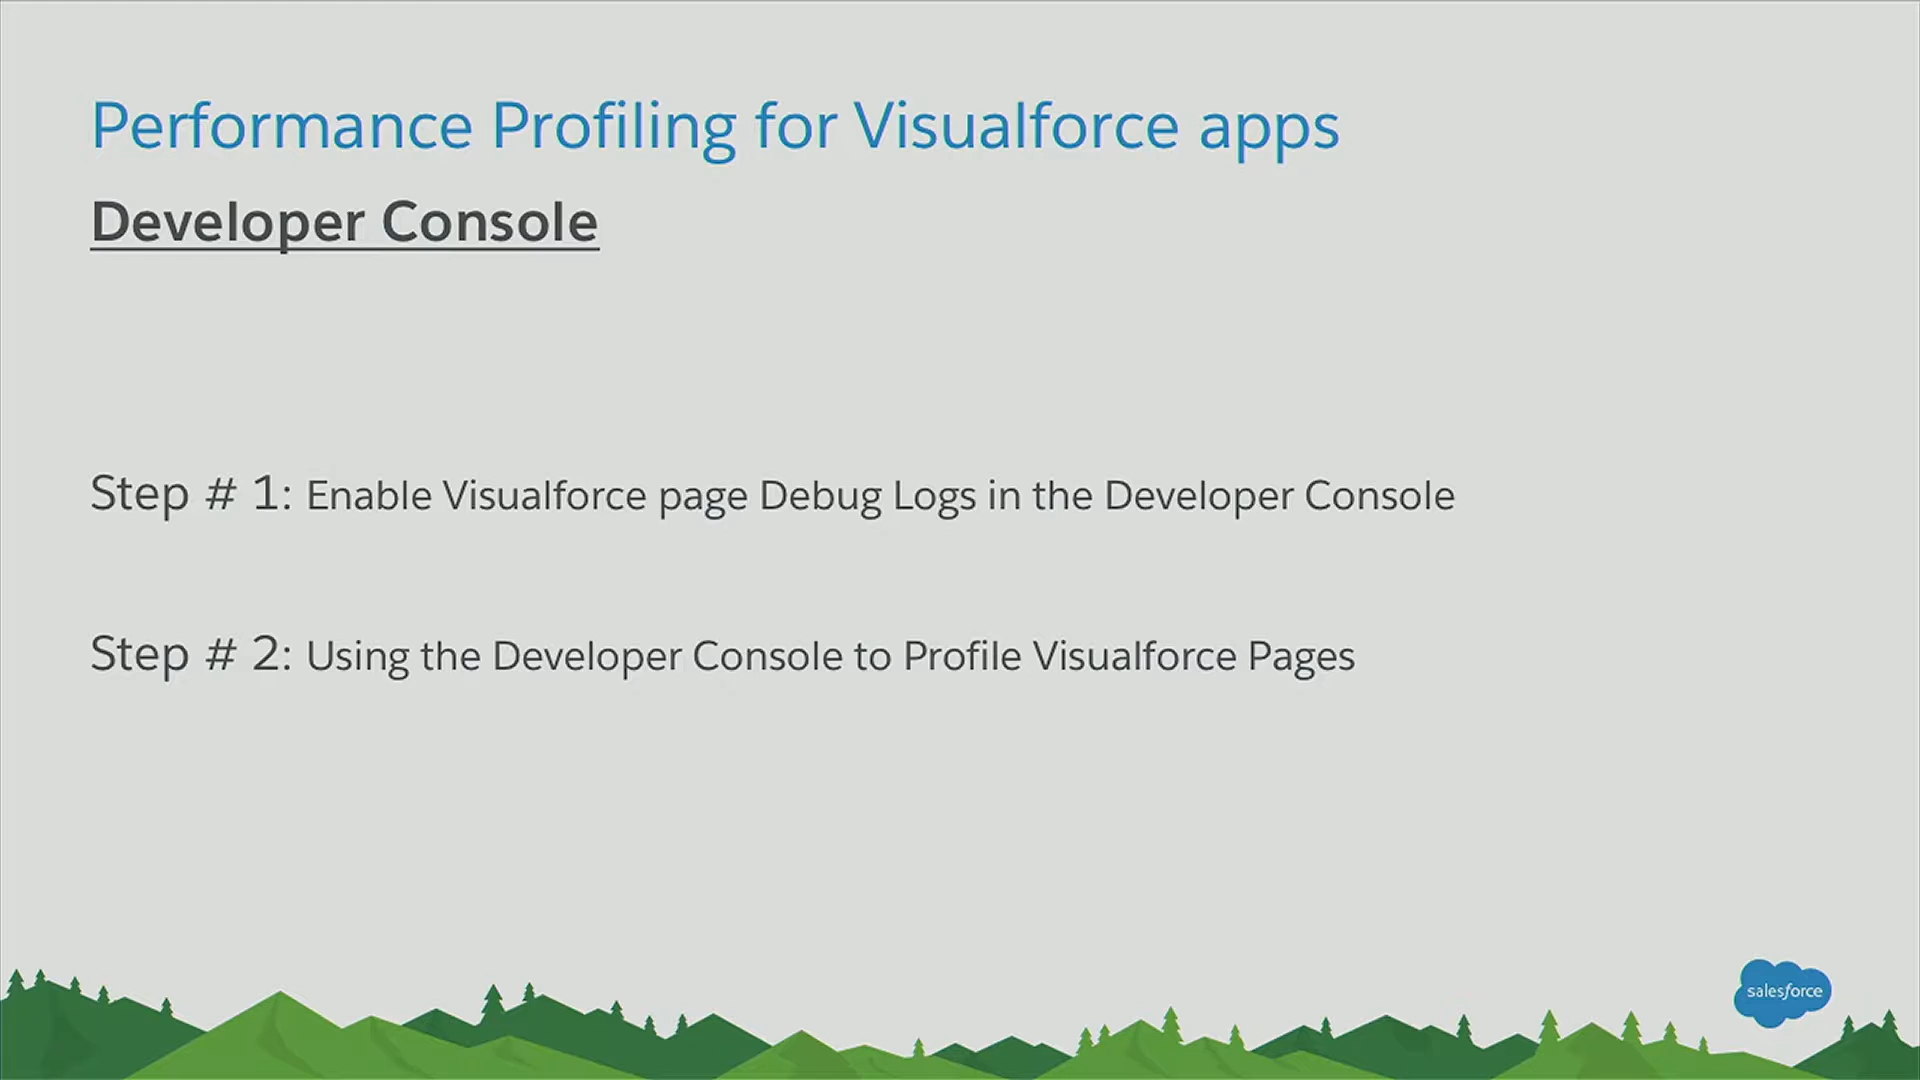 Performance Profiling for Visualforce apps
Developer Console
Step # 1: Enable Visualforce page Debug Logs in the Developer Console
Step # 2: Using the Developer Console to Profile Visualforce Pages
salesforce